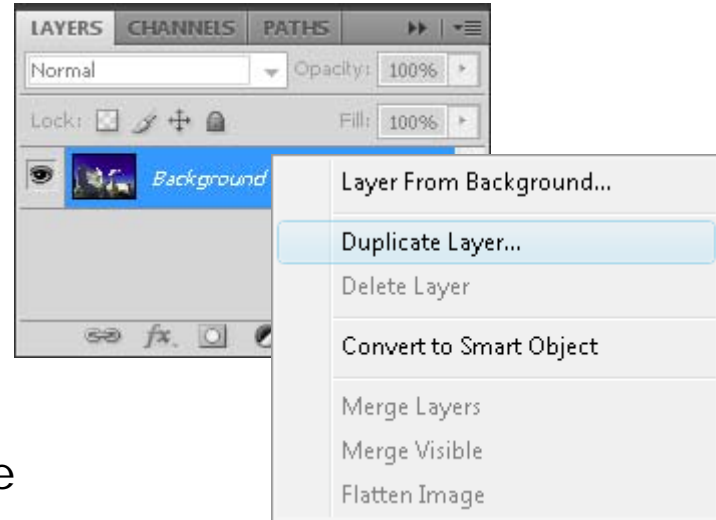 LAYERS CHANNELS PATHS
Normal Opacity: 100%
Lock: Fill: 100%
Background
Layer From Background...
Duplicate Layer...
Delete Layer
Convert to Smart Object
Merge Layers
Merge Visible
Flatten Image
fx.
e